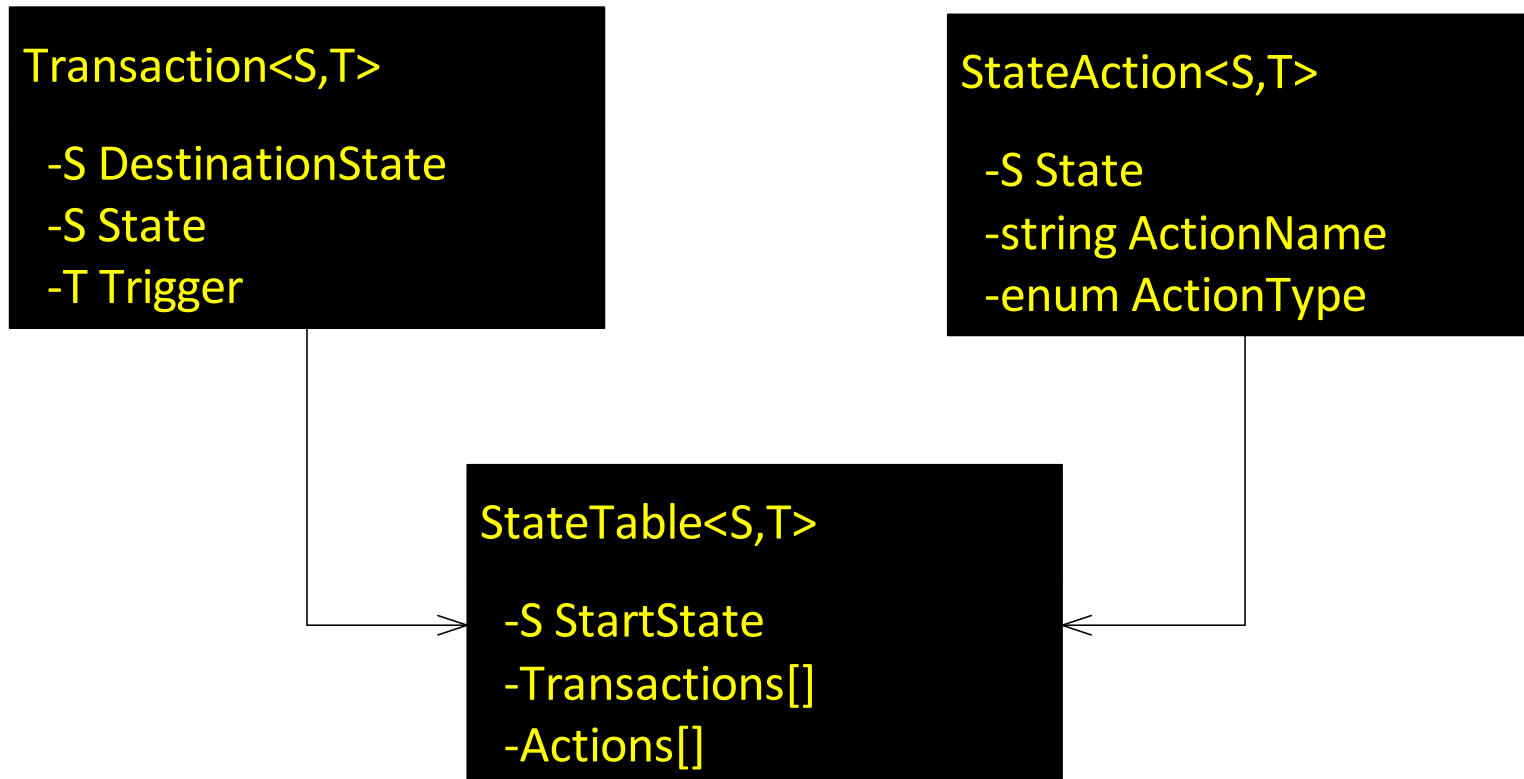 Transaction<S,T>
-S DestinationState
-S State
-T Trigger
StateAction<S,T>
-S State
-string ActionName
-enum ActionType
StateTable<S,T>
-S StartState
-Transactions[]
-Actions[]